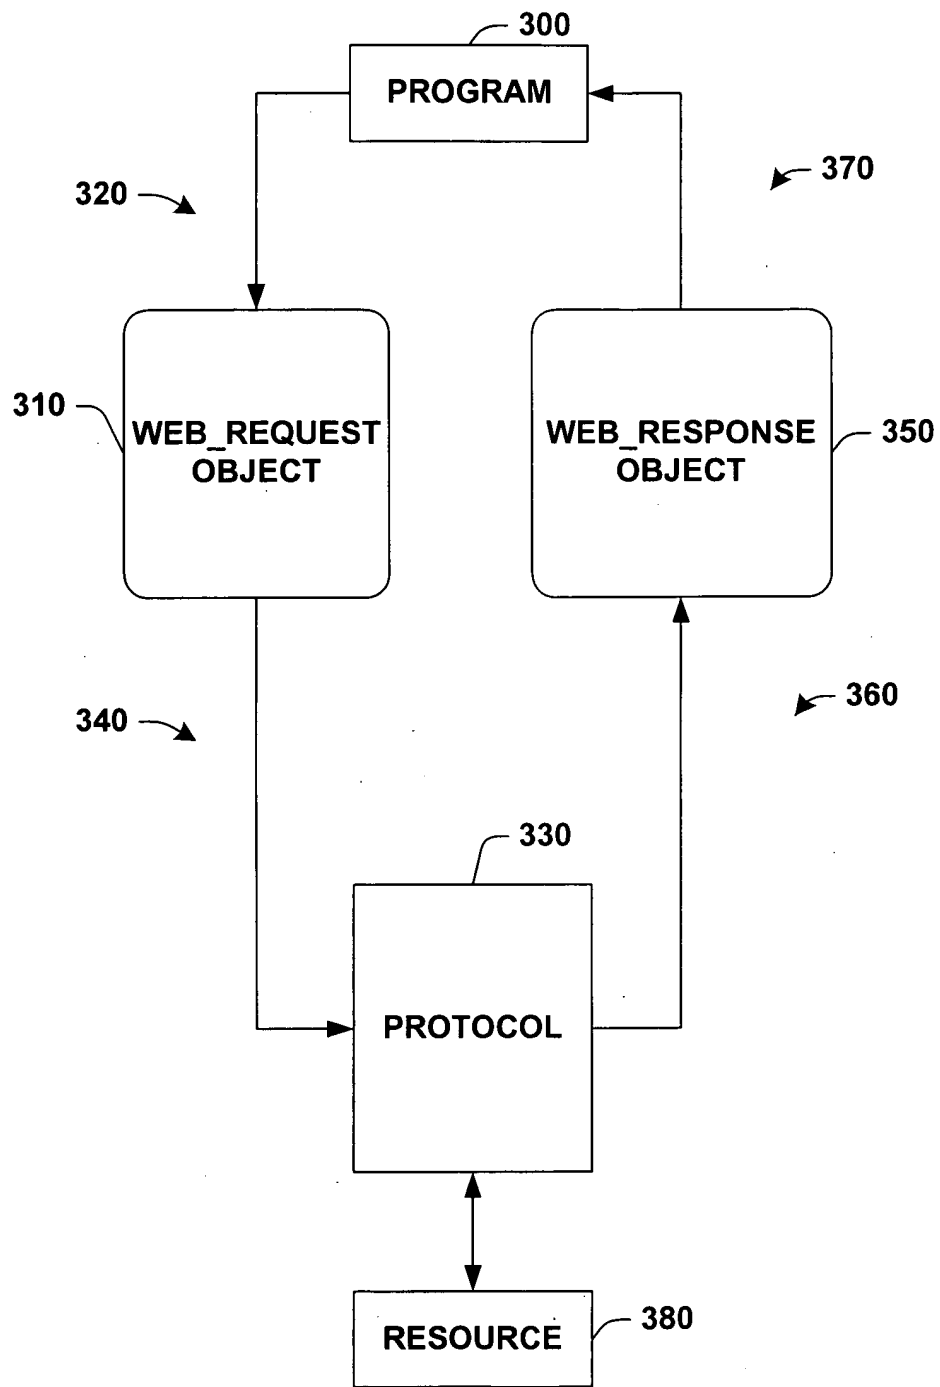 300
PROGRAM
320
370
310
WEB_REQUEST
OBJECT
WEB_RESPONSE
OBJECT
350
340
360
330
PROTOCOL
RESOURCE
380